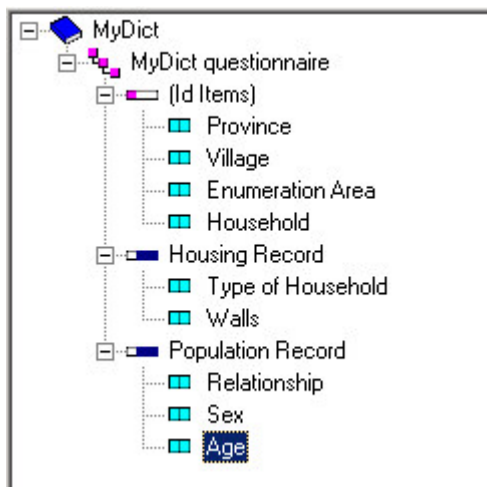 MyDict
MyDict questionnaire
(Id Items)
Province
Village
Enumeration Area
Household
Housing Record
Type of Household
Walls
Population Record
Relationship
Sex
Age